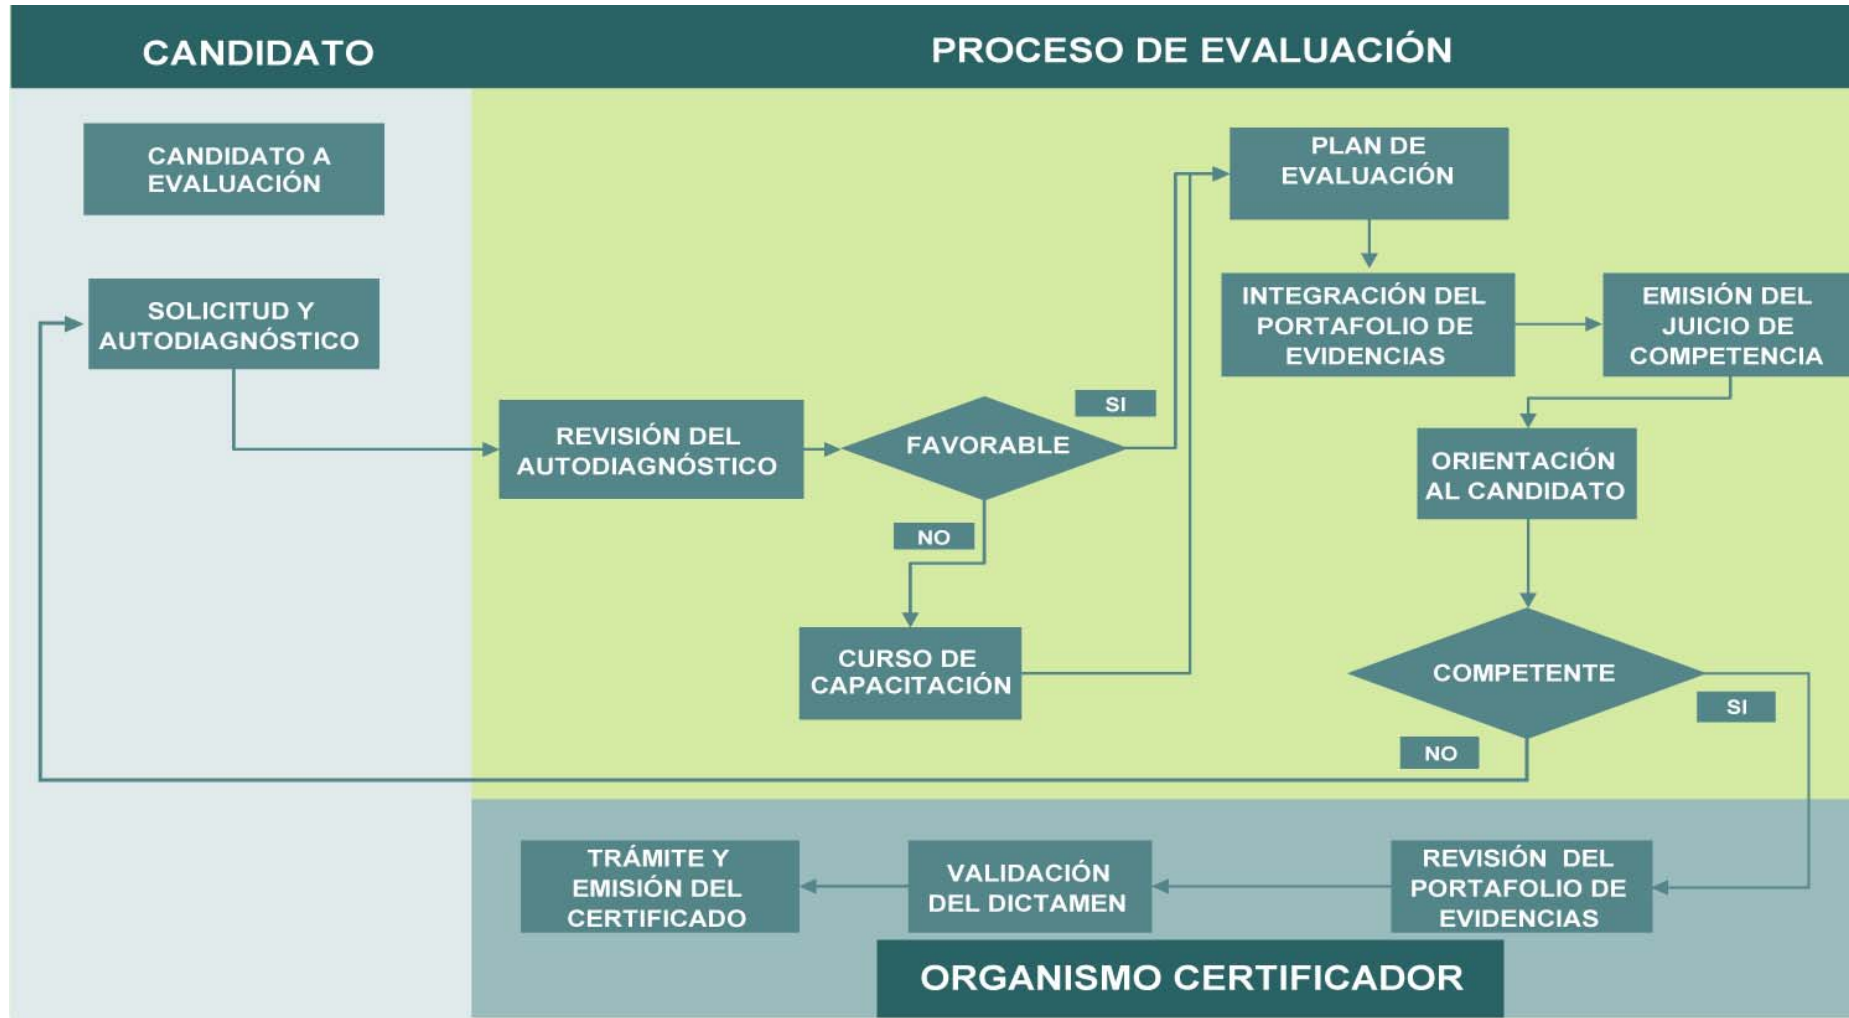 CANDIDATO
PROCESO DE EVALUACIÓN
CANDIDATO A
EVALUACIÓN
SOLICITUD Y
AUTODIAGNÓSTICO
REVISIÓN DEL
AUTODIAGNÓSTICO
FAVORABLE
SI
NO
CURSO DE
CAPACITACIÓN
PLAN DE
EVALUACIÓN
INTEGRACIÓN DEL
PORTAFOLIO DE
EVIDENCIAS
EMISIÓN DEL
JUICIO DE
COMPETENCIA
ORIENTACIÓN
AL CANDIDATO
COMPETENTE
SI
NO
REVISIÓN DEL
PORTAFOLIO DE
EVIDENCIAS
VALIDACIÓN
DEL DICTAMEN
TRÁMITE Y
EMISIÓN DEL
CERTIFICADO
ORGANISMO CERTIFICADOR